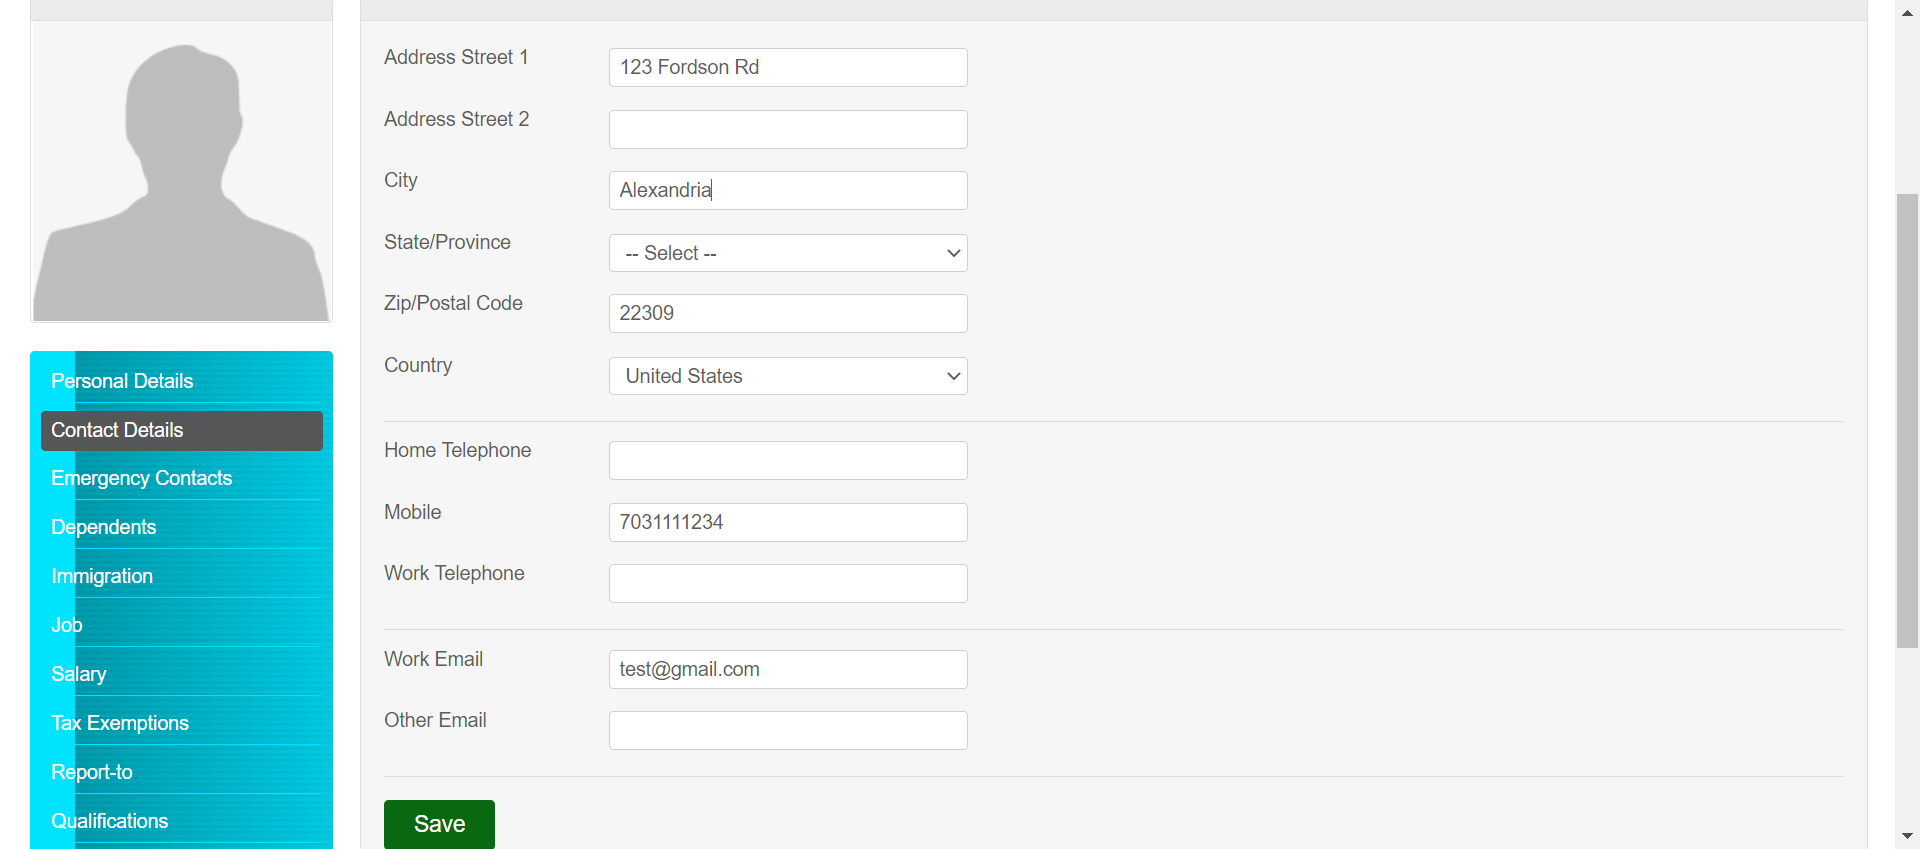 Address Street 1
123 Fordson Rd
Address Street 2
City
Alexandria
State/Province
-- Select --
Zip/Postal Code
22309
Country
United States
Home Telephone
Mobile
7031111234
Work Telephone
Work Email
test@gmail.com
Other Email
Save
Personal Details
Contact Details
Emergency Contacts
Dependents
Immigration
Job
Salary
Tax Exemptions
Report-to
Qualifications